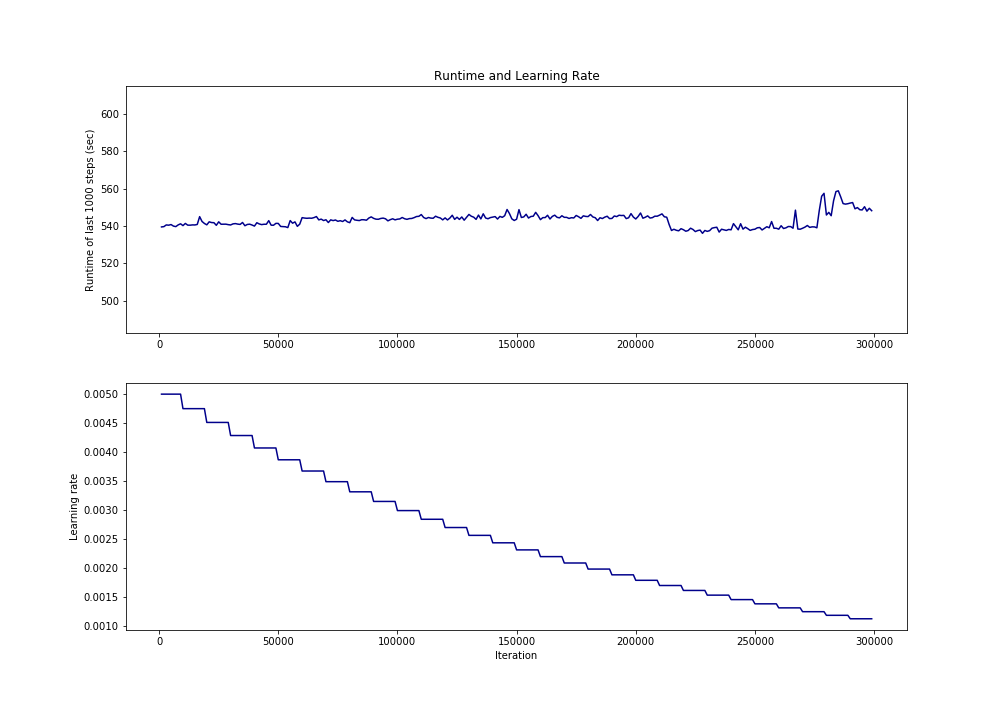 Runtime and Learning Rate
Runtime of last 1000 steps (sec)
600
580
560
540
520
500
0 50000 100000 150000 200000 250000 300000
Learning rate
0.0050
0.0045
0.0040
0.0035
0.0030
0.0025
0.0020
0.0015
0.0010
0 50000 100000 150000 200000 250000 300000
Iteration